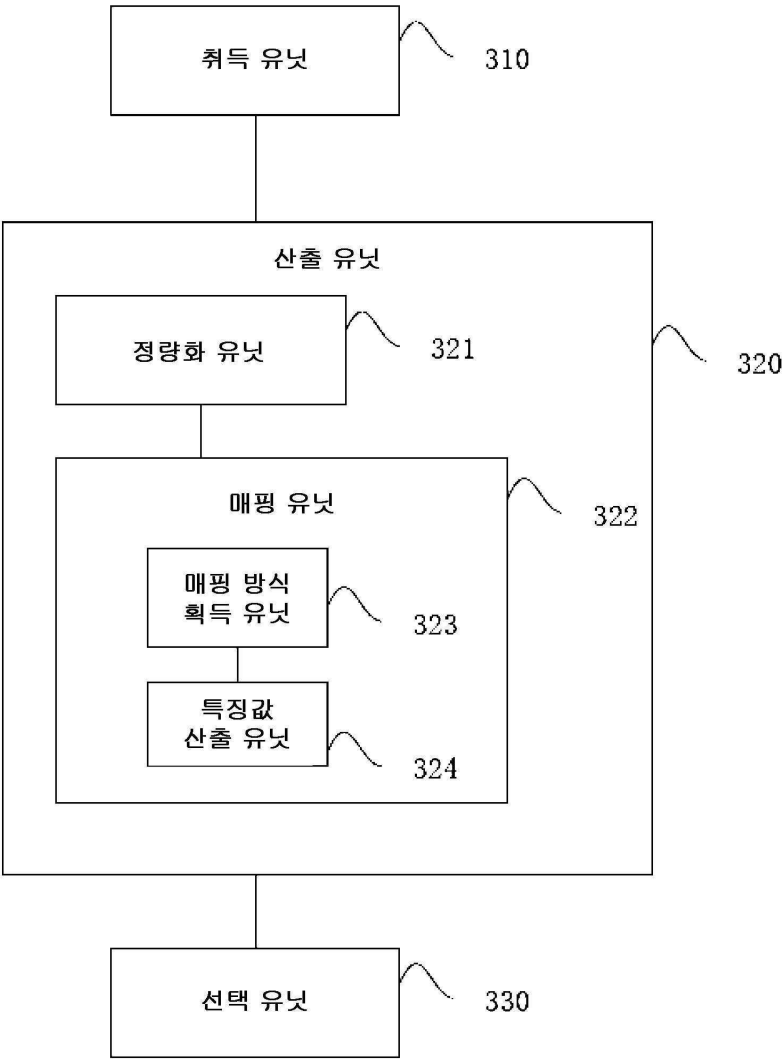 취득 유닛
310
산출 유닛
정량화 유닛
321
320
매핑 유닛
322
매핑 방식
획득 유닛
323
특징값
산출 유닛
324
선택 유닛
330